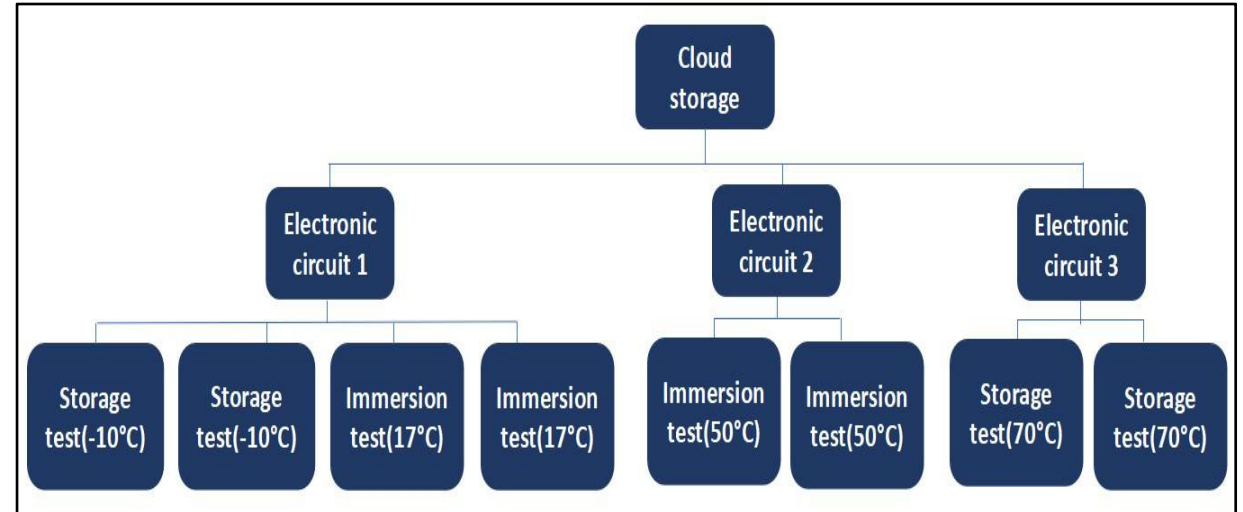 Cloud
storage
Electronic
circuit 1
Electronic
circuit 2
Electronic
circuit 3
Storage
test(-10°C)
Storage
test(-10°C)
Immersion
test(17°C)
Immersion
test(17°C)
Immersion
test(50°C)
Immersion
test(50°C)
Storage
test(70°C)
Storage
test(70°C)